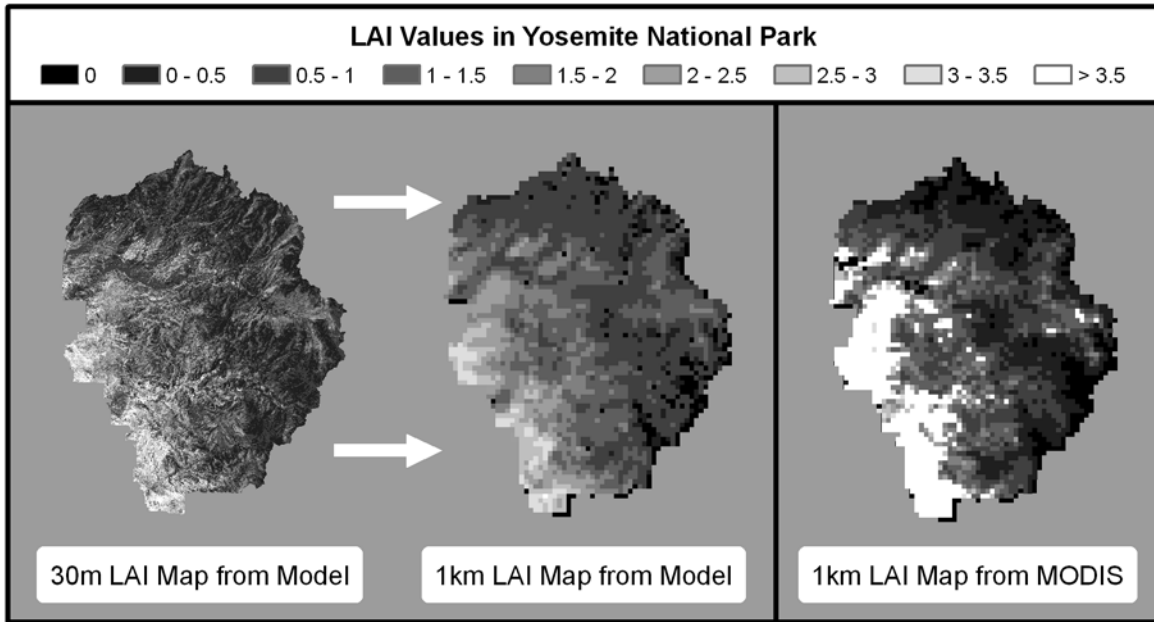 LAI Values in Yosemite National Park
0 0 - 0.5 0.5 - 1 1 - 1.5 1.5 - 2 2 - 2.5 2.5 - 3 3 - 3.5 > 3.5
30m LAI Map from Model 1km LAI Map from Model 1km LAI Map from MODIS